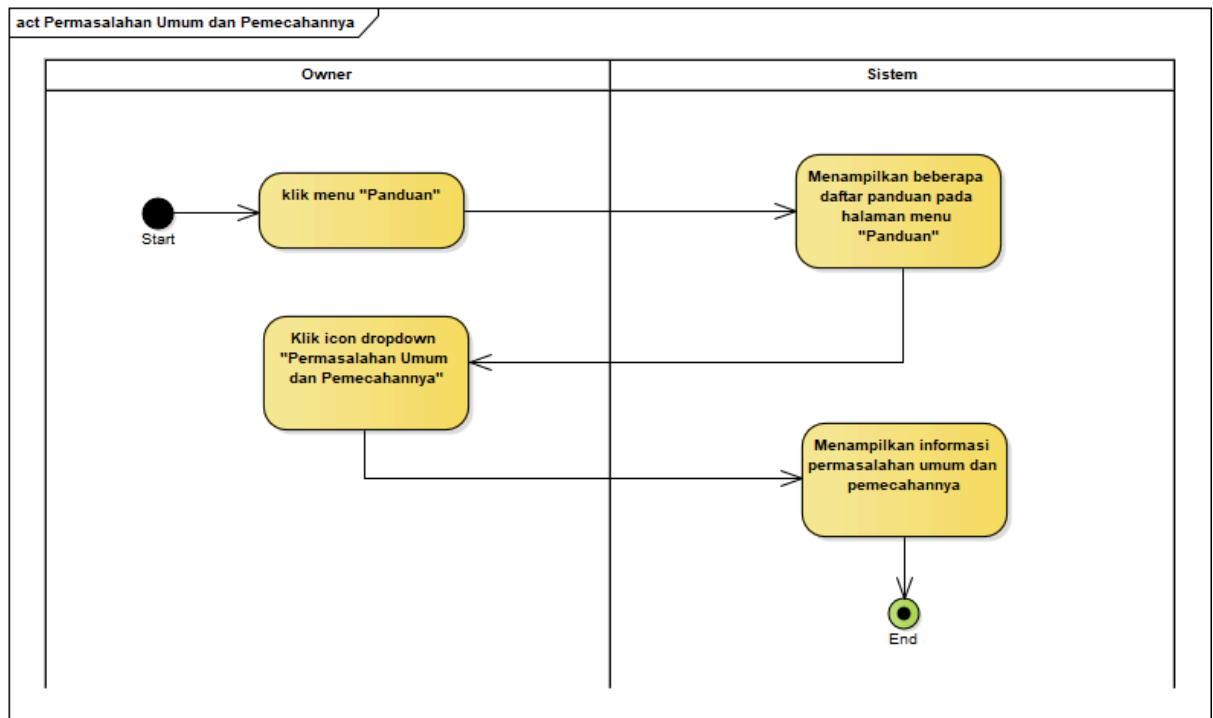 act Permasalahan Umum dan Pemecahannya
Owner
Sistem
Start
klik menu "Panduan"
Menampilkan beberapa
daftar panduan pada
halaman menu
"Panduan"
Klik icon dropdown
"Permasalahan Umum
dan Pemecahannya"
Menampilkan informasi
permasalahan umum dan
pemecahannya
End